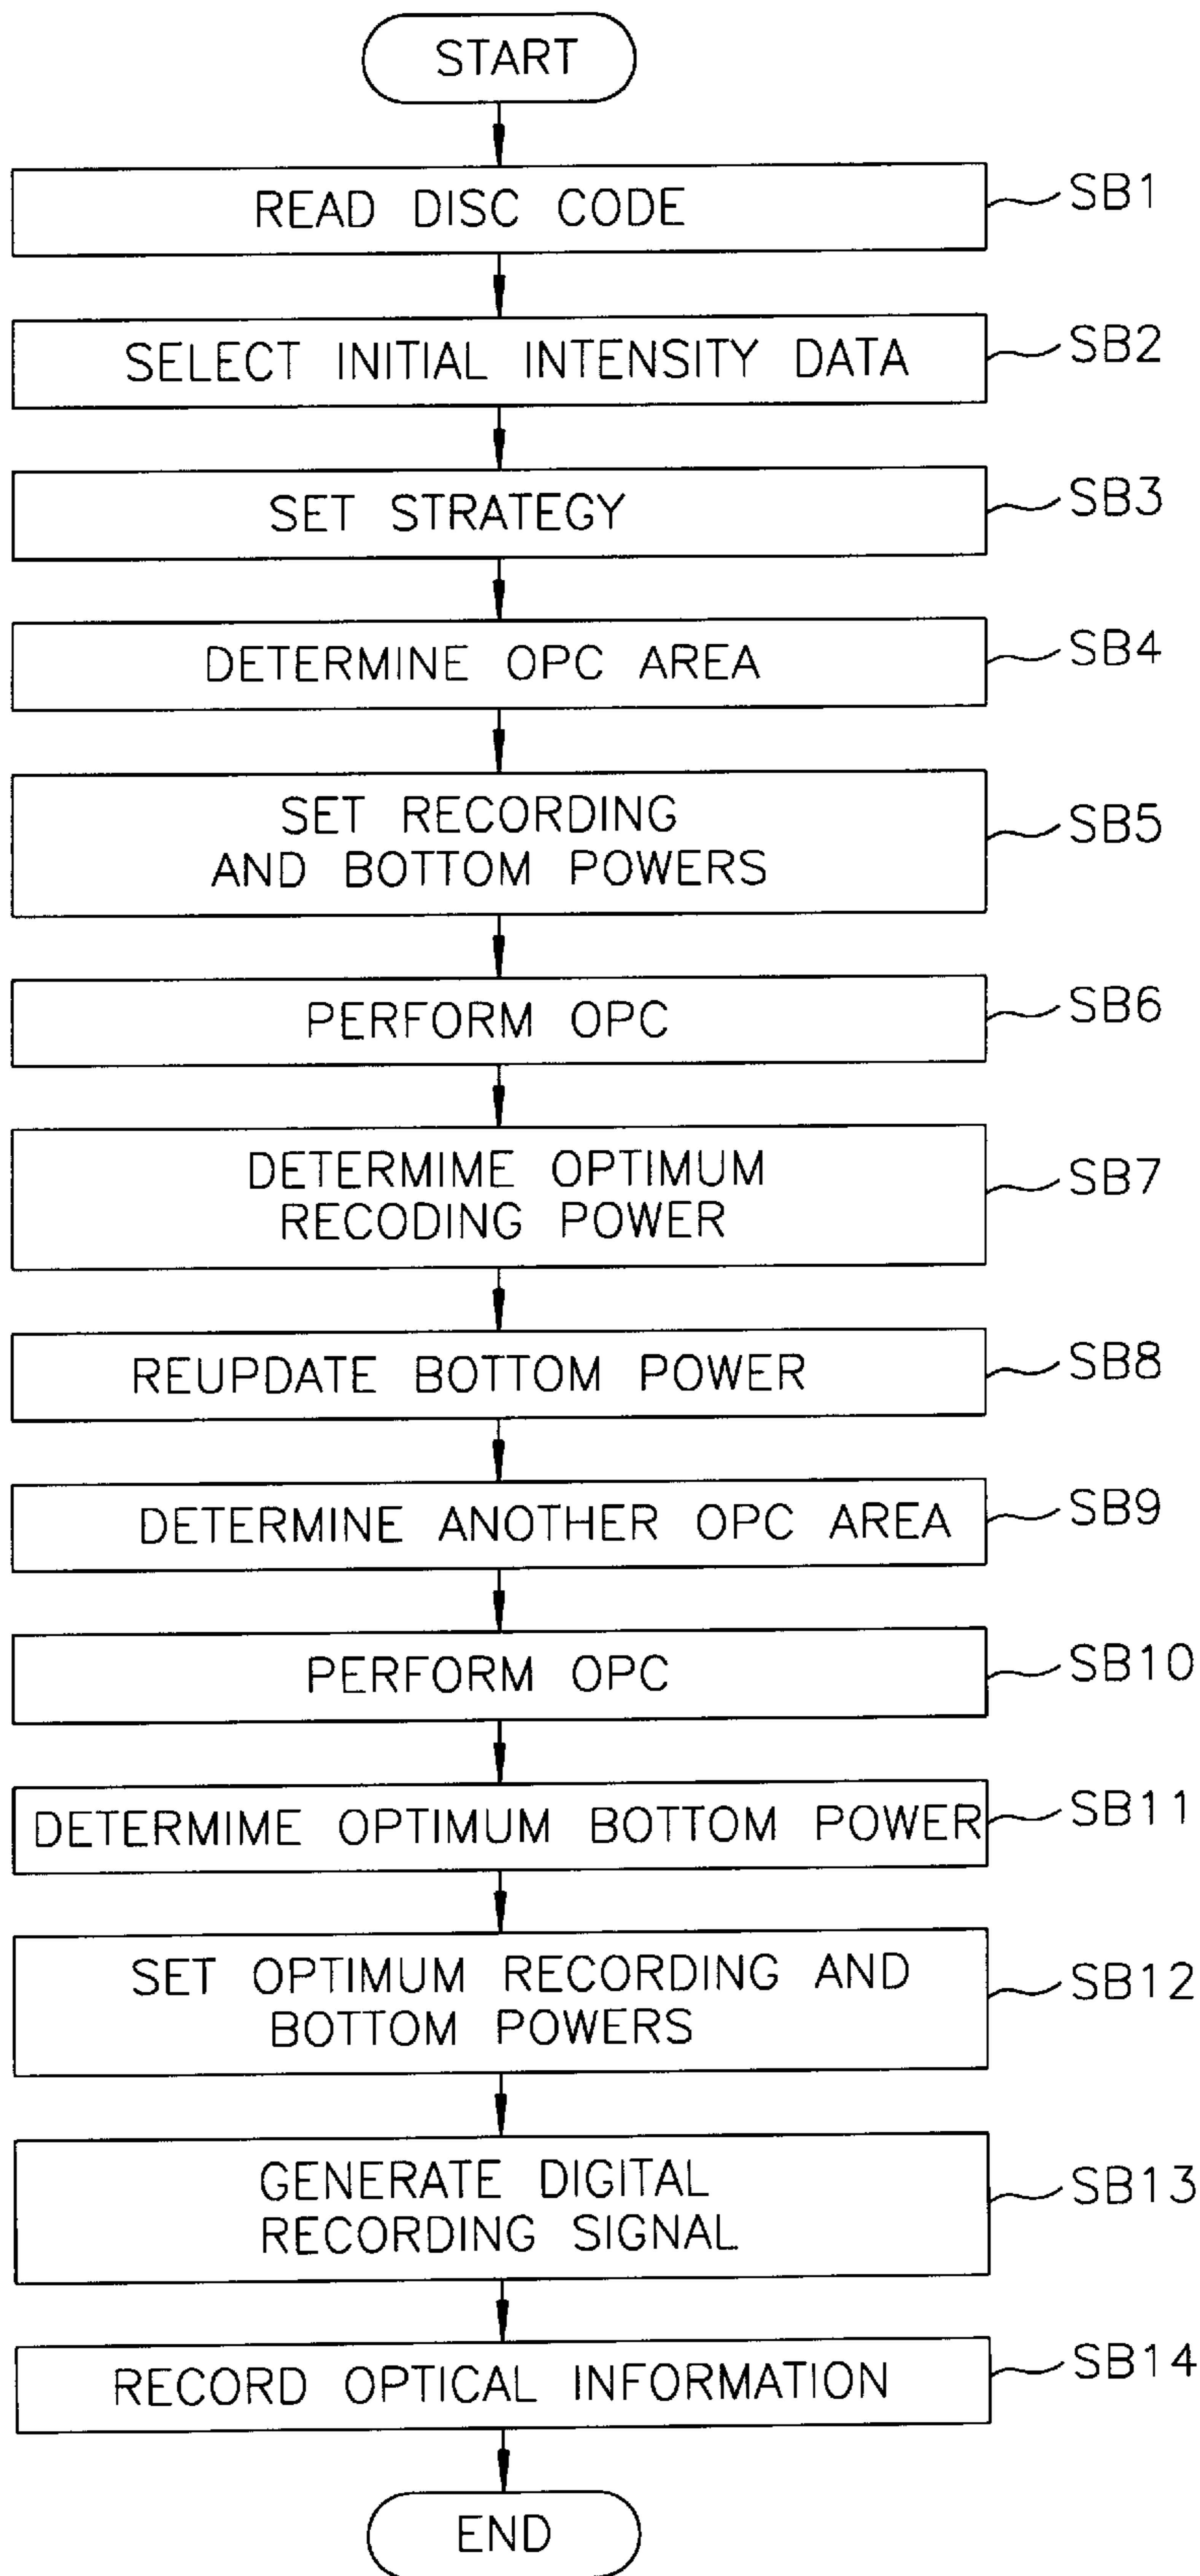 START
READ DISC CODE
SB1
SELECT INITIAL INTENSITY DATA
SB2
SET STRATEGY
SB3
DETERMINE OPC AREA
SB4
SET RECORDING
AND BOTTOM POWERS
SB5
PERFORM OPC
SB6
DETERMIME OPTIMUM
RECODING POWER
SB7
REUPDATE BOTTOM POWER
SB8
DETERMINE ANOTHER OPC AREA
SB9
PERFORM OPC
SB10
DETERMIME OPTIMUM BOTTOM POWER
SB11
SET OPTIMUM RECORDING AND
BOTTOM POWERS
SB12
GENERATE DIGITAL
RECORDING SIGNAL
SB13
RECORD OPTICAL INFORMATION
SB14
END